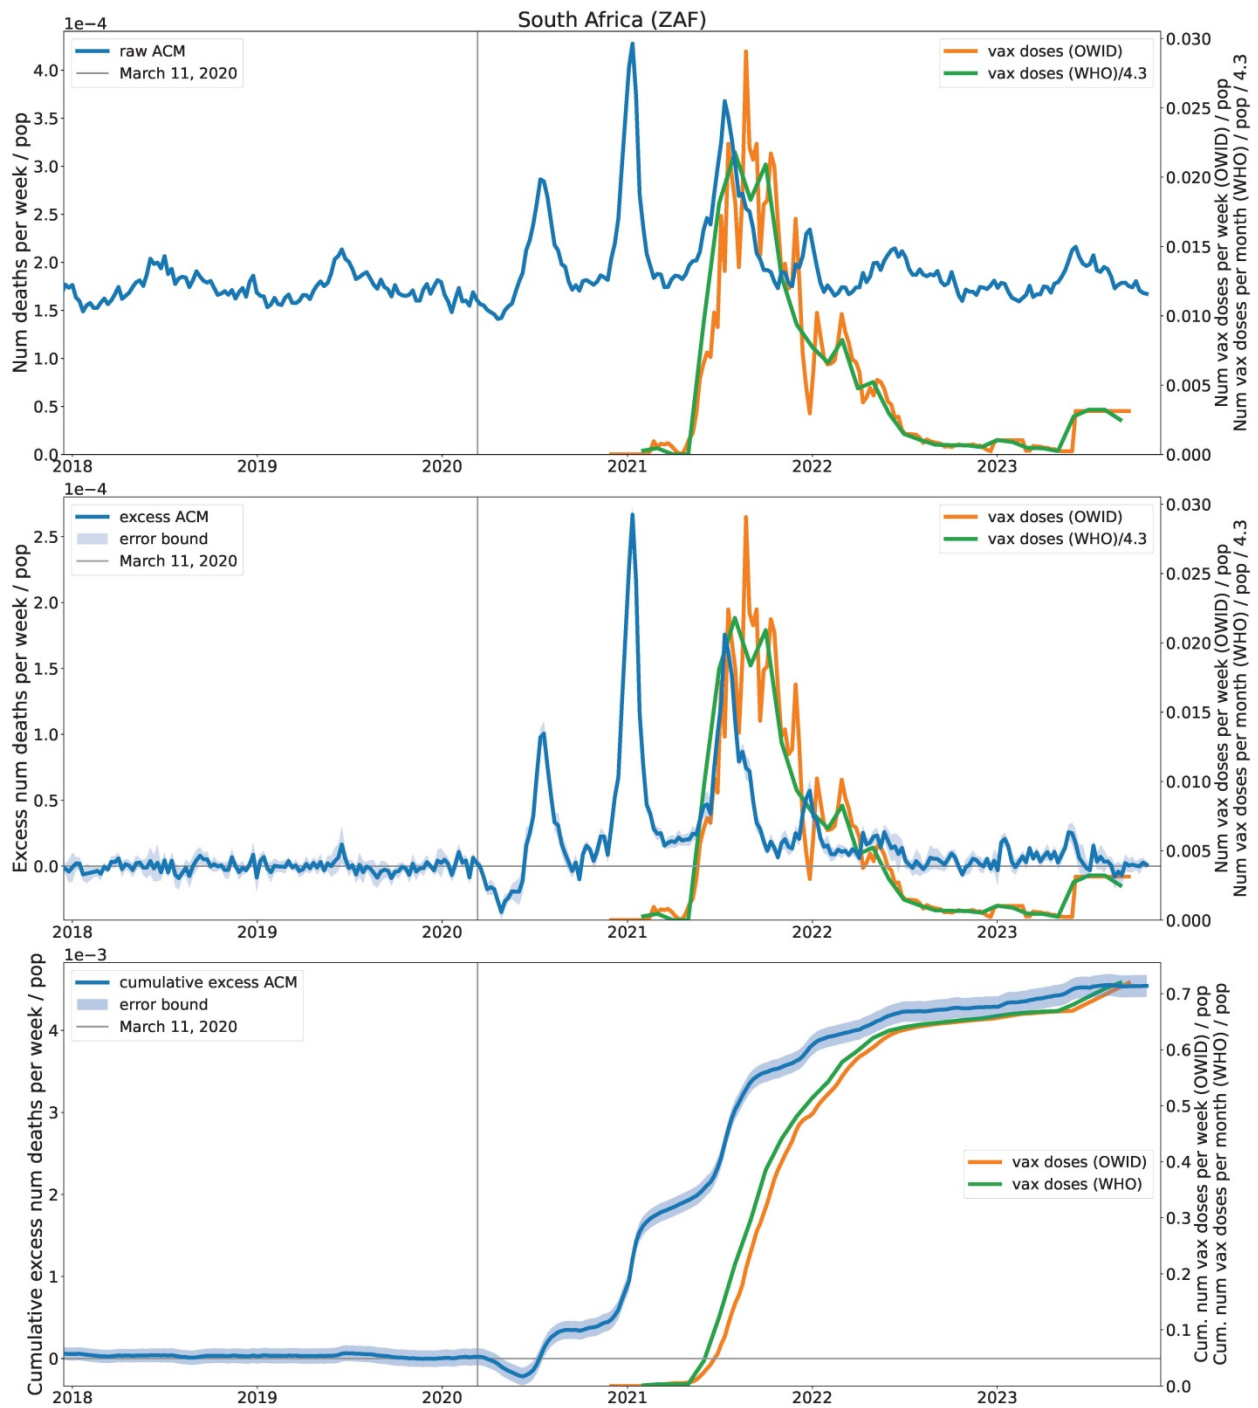 South Africa (ZAF)
1e−4
raw ACM
March 11, 2020
vax doses (OWID)
vax doses (WHO)/4.3
Num deaths per week / pop
4.0
3.5
3.0
2.5
2.0
1.5
1.0
0.5
0.0
0.030
0.025
0.020
0.015
0.010
0.005
0.000
Num vax doses per week (OWID) / pop
Num vax doses per month (WHO) / pop / 4.3
2018 2019 2020 2021 2022 2023
1e−4
excess ACM
error bound
March 11, 2020
vax doses (OWID)
vax doses (WHO)/4.3
Excess num deaths per week / pop
2.5
2.0
1.5
1.0
0.5
0.0
0.030
0.025
0.020
0.015
0.010
0.005
0.000
Num vax doses per week (OWID) / pop
Num vax doses per month (WHO) / pop / 4.3
2018 2019 2020 2021 2022 2023
1e−3
cumulative excess ACM
error bound
March 11, 2020
vax doses (OWID)
vax doses (WHO)
Cumulative excess num deaths per week / pop
4
3
2
1
0
0.7
0.6
0.5
0.4
0.3
0.2
0.1
0.0
Cum. num vax doses per week (OWID) / pop
Cum. num vax doses per month (WHO) / pop
2018 2019 2020 2021 2022 2023